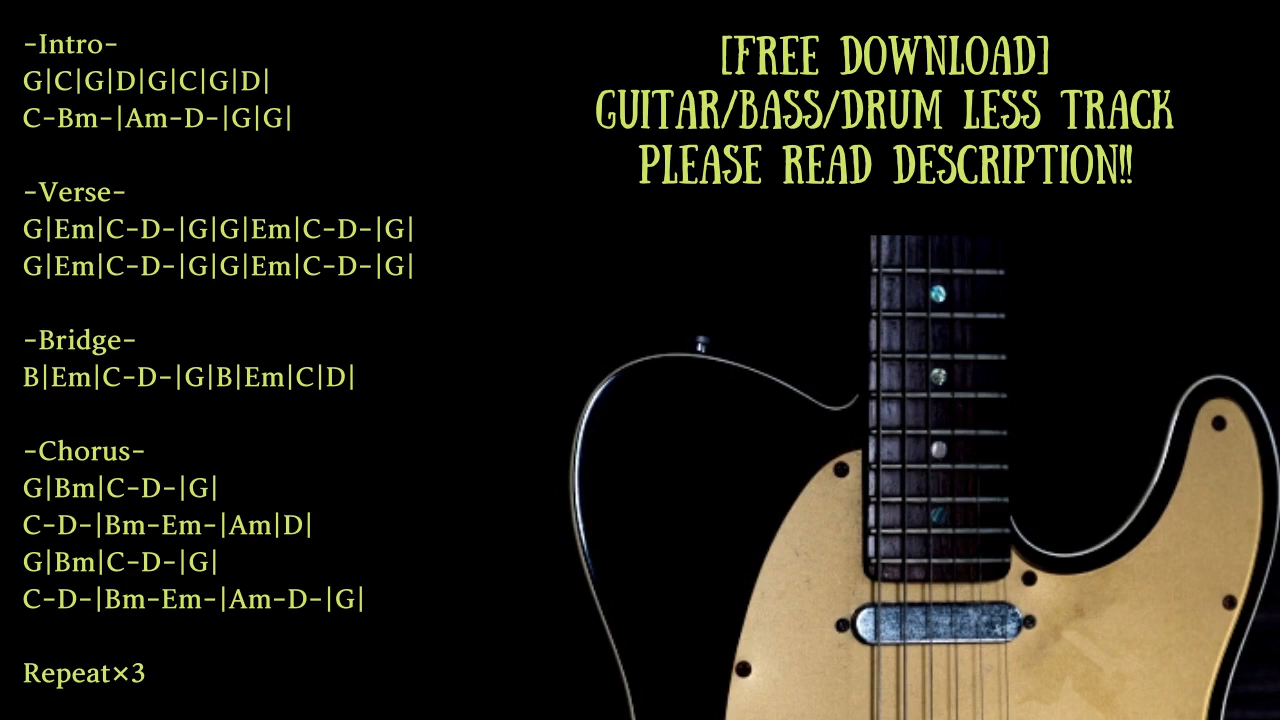 -Intro-
G|C|G|D|G|C|G|D|
C-Bm-|Am-D-|G|G|
-Verse-
G|Em|C-D-|G|G|Em|C-D-|G|
G|Em|C-D-|G|G|Em|C-D-|G|
-Bridge-
B|Em|C-D-|G|B|Em|C|D|
-Chorus-
G|Bm|C-D-|G|
C-D-|Bm-Em-|Am|D|
G|Bm|C-D-|G|
C-D-|Bm-Em-|Am-D-|G|
Repeat×3
[FREE DOWNLOAD]
GUITAR/BASS/DRUM LESS TRACK
PLEASE READ DESCRIPTION!!